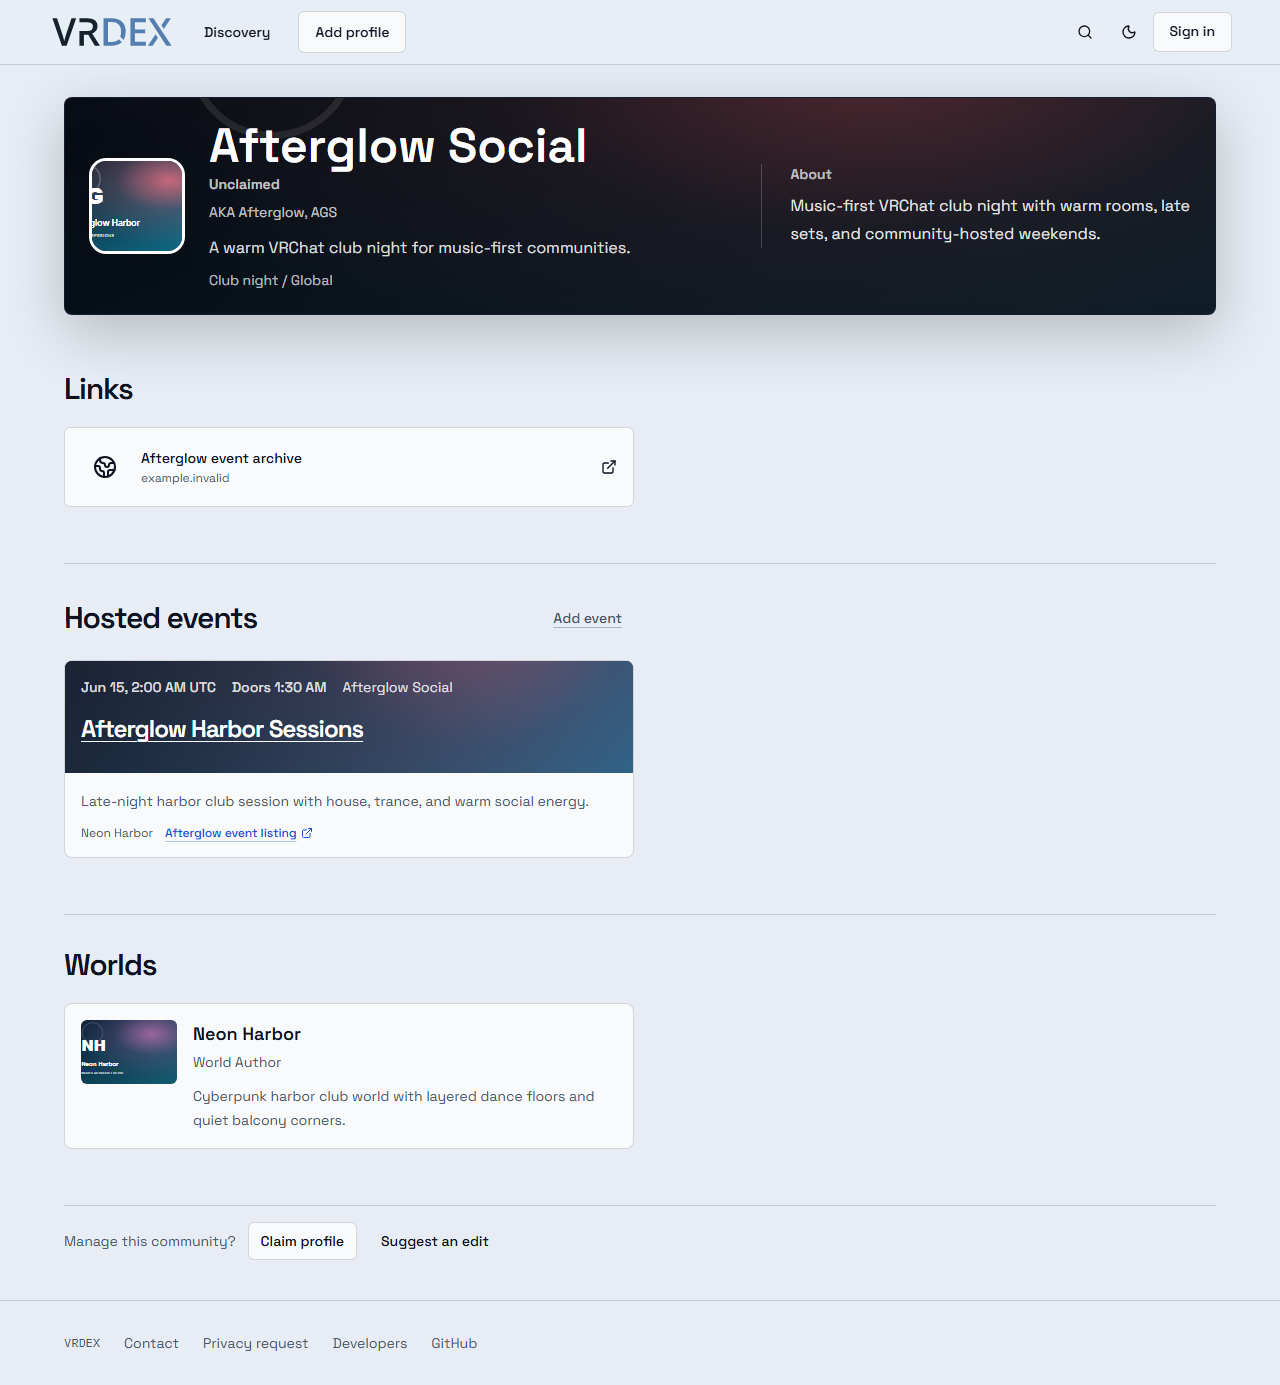 VRDEX
Discovery
Add profile
Sign in
Afterglow Social
Unclaimed
AKA Afterglow, AGS
A warm VRChat club night for music-first communities.
Club night / Global
G
glow Harbor
About
Music-first VRChat club night with warm rooms, late
sets, and community-hosted weekends.
Links
Afterglow event archive
example.invalid
Hosted events
Add event
Jun 15, 2:00 AM UTC Doors 1:30 AM Afterglow Social
Afterglow Harbor Sessions
Late-night harbor club session with house, trance, and warm social energy.
Neon Harbor Afterglow event listing
Worlds
NH
Neon Harbor
Neon Harbor
World Author
Cyberpunk harbor club world with layered dance floors and
quiet balcony corners.
Manage this community? Claim profile Suggest an edit
VRDEX Contact Privacy request Developers GitHub